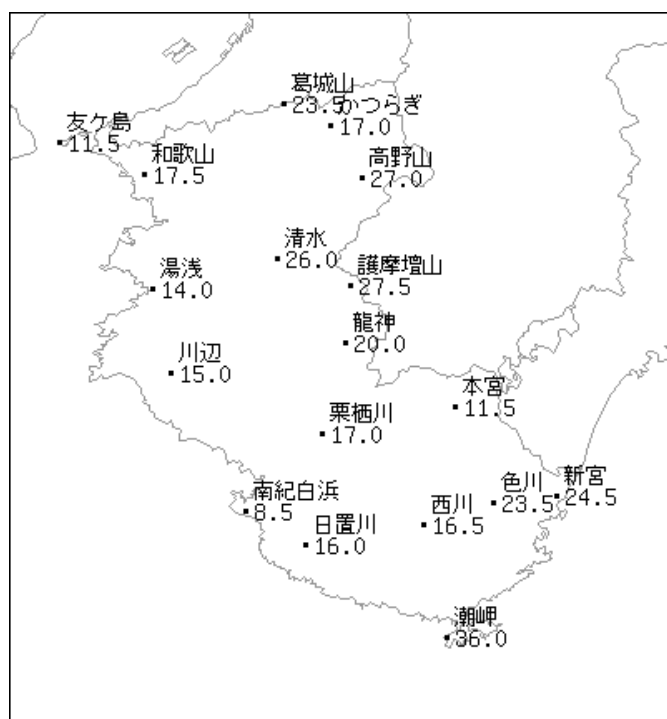 葛城山
23.5
かつらぎ
17.0
友ケ島
11.5
和歌山
17.5
高野山
27.0
清水
26.0
湯浅
14.0
護摩壇山
27.5
龍神
20.0
川辺
15.0
本宮
11.5
栗栖川
17.0
南紀白浜
8.5
日置川
16.0
西川
16.5
色川
23.5
新宮
24.5
潮岬
36.0